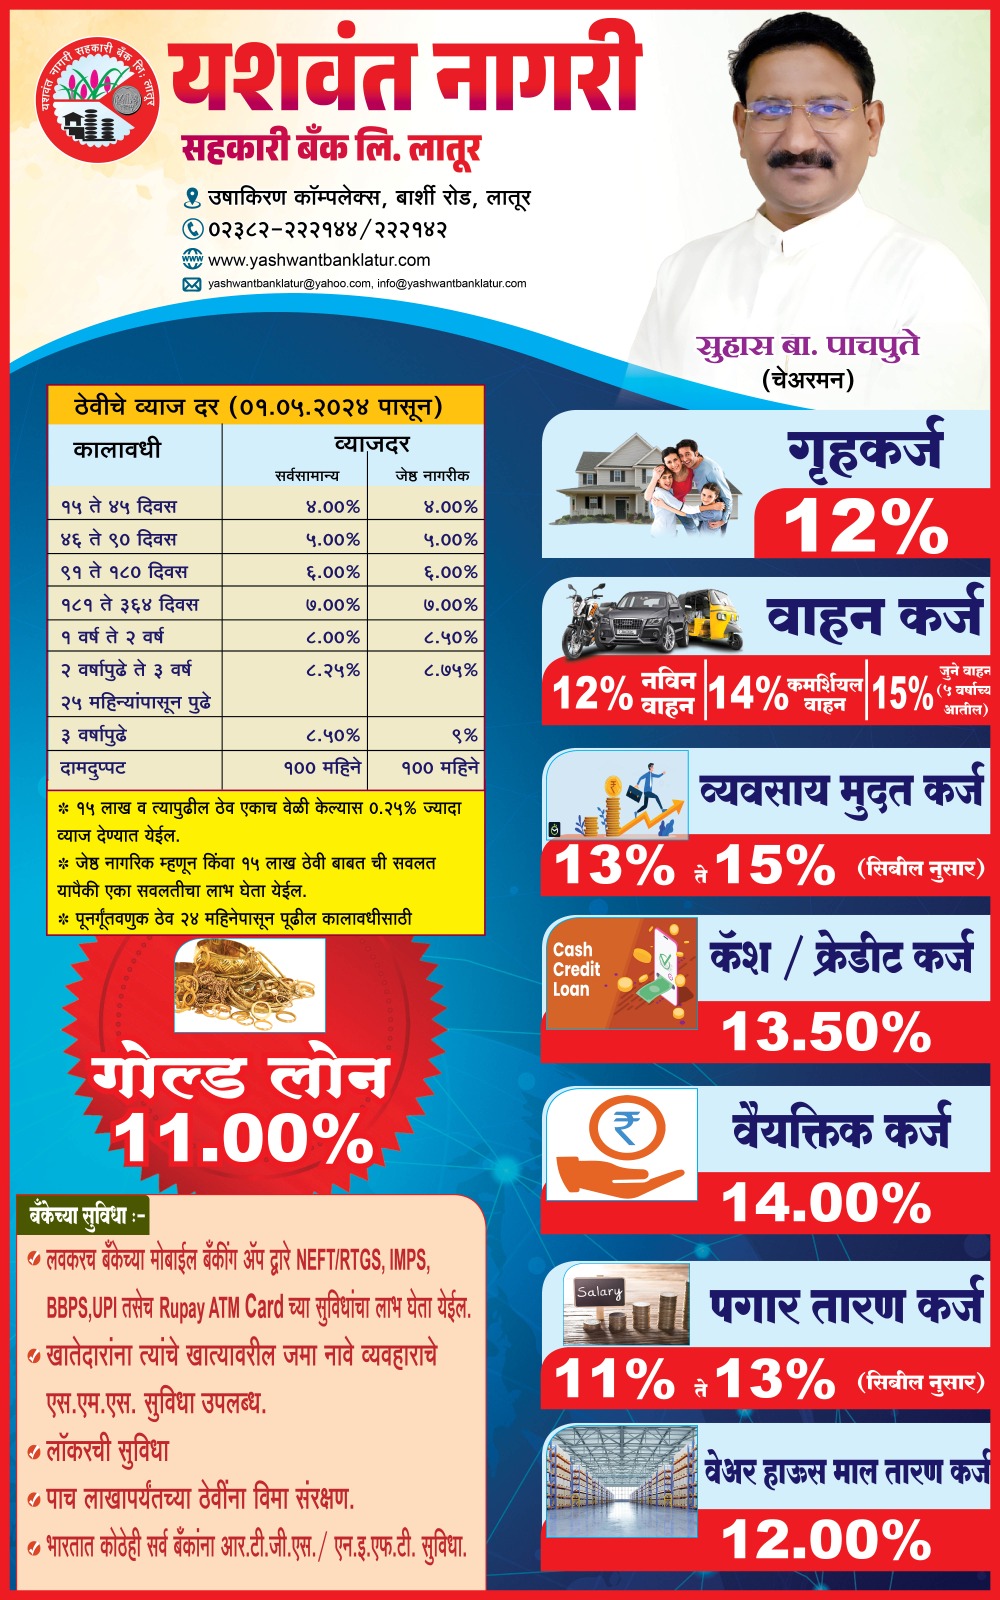 यशवंत नागरी सहकारी बँक लि; लातूर
यशवंत नागरी
सहकारी बँक लि. लातूर
उषाकिरण कॉम्पलेक्स, बार्शी रोड, लातूर
०२३८२-२२२१४४/२२२१४२
www.yashwantbanklatur.com
yashwantbanklatur@yahoo.com, info@yashwantbanklatur.com
सुहास बा. पाचपुते
(चेअरमन)
ठेवीचे व्याज दर (०१.०५.२०२४ पासून)
कालावधी व्याजदर
सर्वसामान्य जेष्ठ नागरीक
१५ ते ४५ दिवस ४.००% ४.००%
४६ ते ९० दिवस ५.००% ५.००%
९१ ते १८० दिवस ६.००% ६.००%
१८१ ते ३६४ दिवस ७.००% ७.००%
१ वर्ष ते २ वर्ष ८.००% ८.५०%
२ वर्षापुढे ते ३ वर्ष ८.२५% ८.७५%
२५ महिन्यांपासून पुढे
३ वर्षापुढे ८.५०% ९%
दामदुप्पट १०० महिने १०० महिने
* १५ लाख व त्यापुढील ठेव एकाच वेळी केल्यास ०.२५% ज्यादा
व्याज देण्यात येईल.
* जेष्ठ नागरिक म्हणून किंवा १५ लाख ठेवी बाबत ची सवलत
यापैकी एका सवलतीचा लाभ घेता येईल.
* पूनर्गूंतवणुक ठेव २४ महिनेपासून पूढील कालावधीसाठी
गोल्ड लोन
11.00%
बँकेच्या सुविधा :-
लवकरच बँकेच्या मोबाईल बँकींग ॲप द्वारे NEFT/RTGS, IMPS,
BBPS,UPI तसेच Rupay ATM Card च्या सुविधांचा लाभ घेता येईल.
खातेदारांना त्यांचे खात्यावरील जमा नावे व्यवहाराचे
एस.एम.एस. सुविधा उपलब्ध.
लॉकरची सुविधा
पाच लाखापर्यंतच्या ठेवींना विमा संरक्षण.
भारतात कोठेही सर्व बँकांना आर.टी.जी.एस./ एन.इ.एफ.टी. सुविधा.
गृहकर्ज
12%
वाहन कर्ज
12% नविन वाहन 14% कमर्शियल वाहन 15% जुने वाहन (५ वर्षाच्य आतील)
व्यवसाय मुदत कर्ज
13% ते 15% (सिबील नुसार)
Cash
Credit
Loan
कॅश / क्रेडीट कर्ज
13.50%
वैयक्तिक कर्ज
14.00%
Salary
पगार तारण कर्ज
11% ते 13% (सिबील नुसार)
वेअर हाऊस माल तारण कर्ज
12.00%